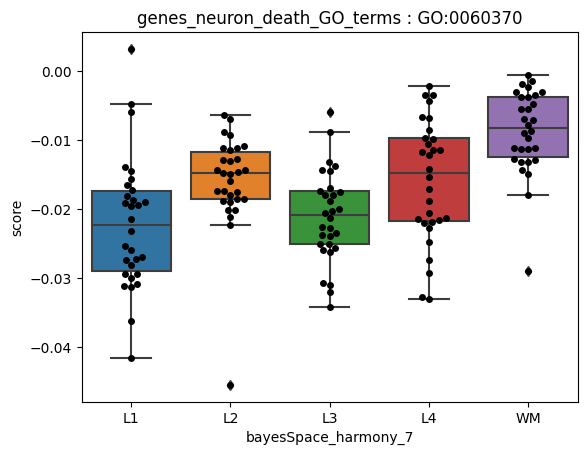 genes_neuron_death_GO_terms : GO:0060370
0.00
−0.01
−0.02
−0.03
−0.04
score
L1 L2 L3 L4 WM
bayesSpace_harmony_7